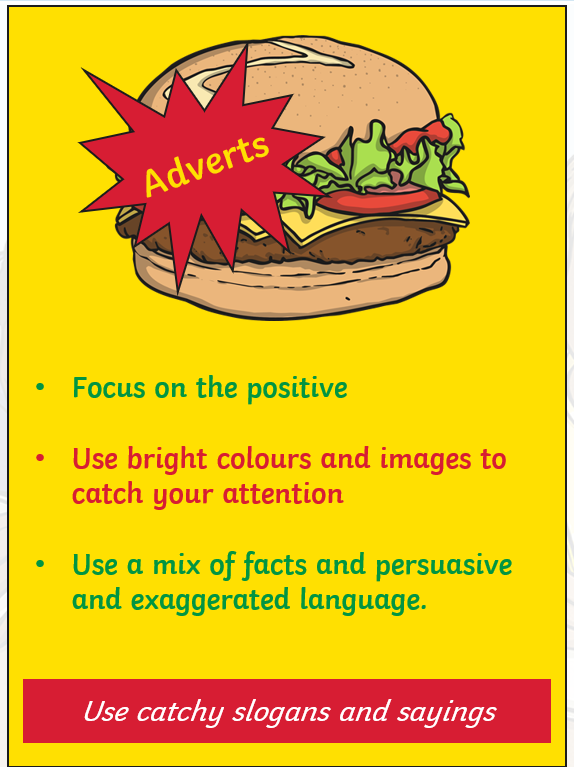 Adverts
• Focus on the positive
• Use bright colours and images to
catch your attention
• Use a mix of facts and persuasive
and exaggerated language.
Use catchy slogans and sayings